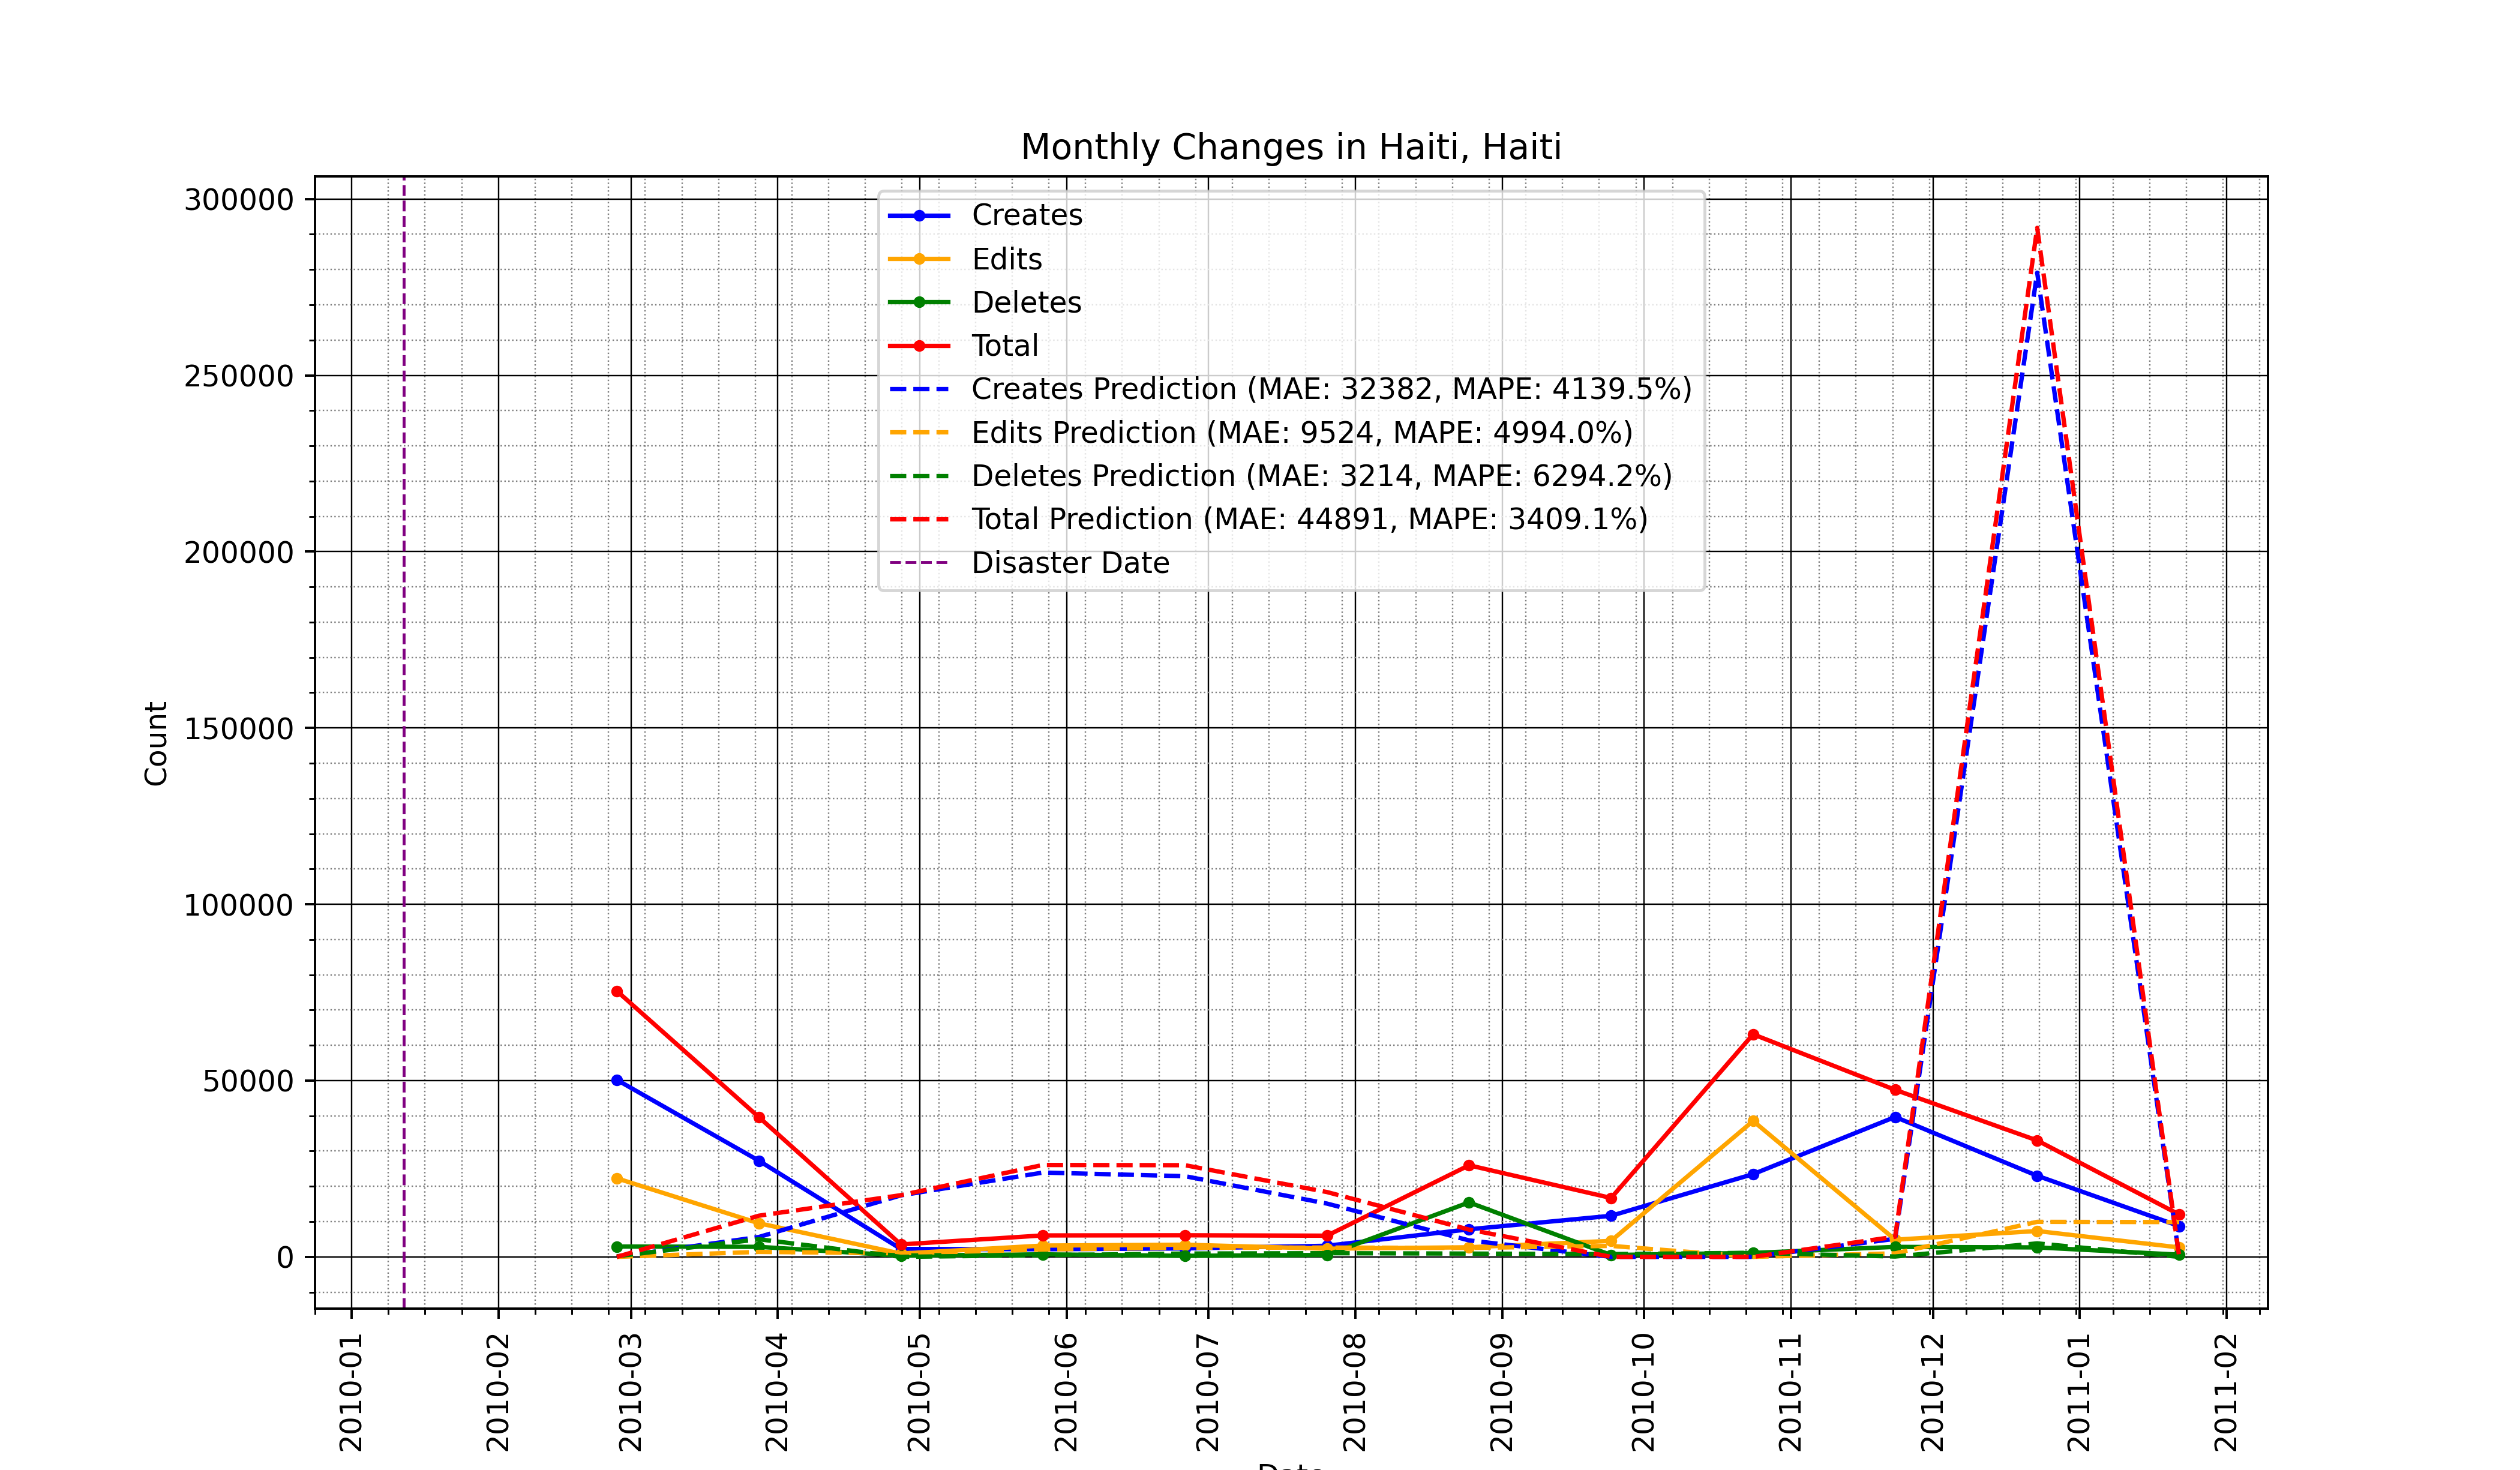 Monthly Changes in Haiti, Haiti
300000
250000
200000
150000
100000
50000
0
Count
Creates
Edits
Deletes
Total
Creates Prediction (MAE: 32382, MAPE: 4139.5%)
Edits Prediction (MAE: 9524, MAPE: 4994.0%)
Deletes Prediction (MAE: 3214, MAPE: 6294.2%)
Total Prediction (MAE: 44891, MAPE: 3409.1%)
Disaster Date
2010-01
2010-02
2010-03
2010-04
2010-05
2010-06
2010-07
2010-08
2010-09
2010-10
2010-11
2010-12
2011-01
2011-02